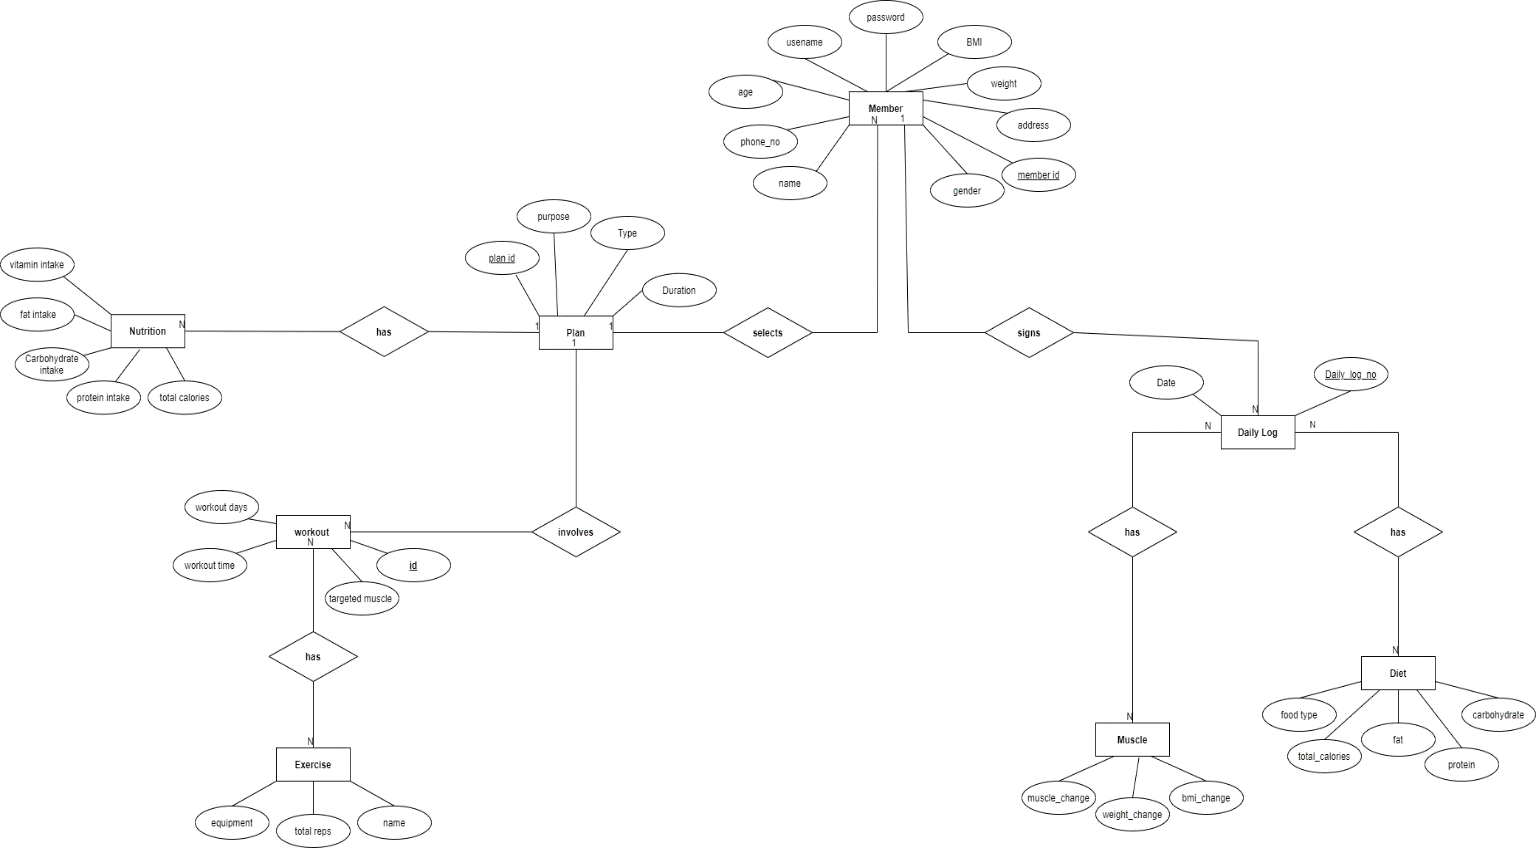 password
usename
BMI
weight
age
Member
N
1
address
phone_no
member id
name
gender
purpose
Type
plan id
vitamin intake
Duration
fat intake
Nutrition
N
has
1
Plan
1
1
selects
signs
Carbohydrate
intake
protein intake
total calories
Date
Daily_log_no
N
N
Daily Log
N
workout days
workout
N
N
involves
has
has
workout time
id
targeted muscle
has
N
Diet
food type
carbohydrate
N
Muscle
fat
total_calories
protein
N
Exercise
muscle_change
bmi_change
weight_change
equipment
total reps
name